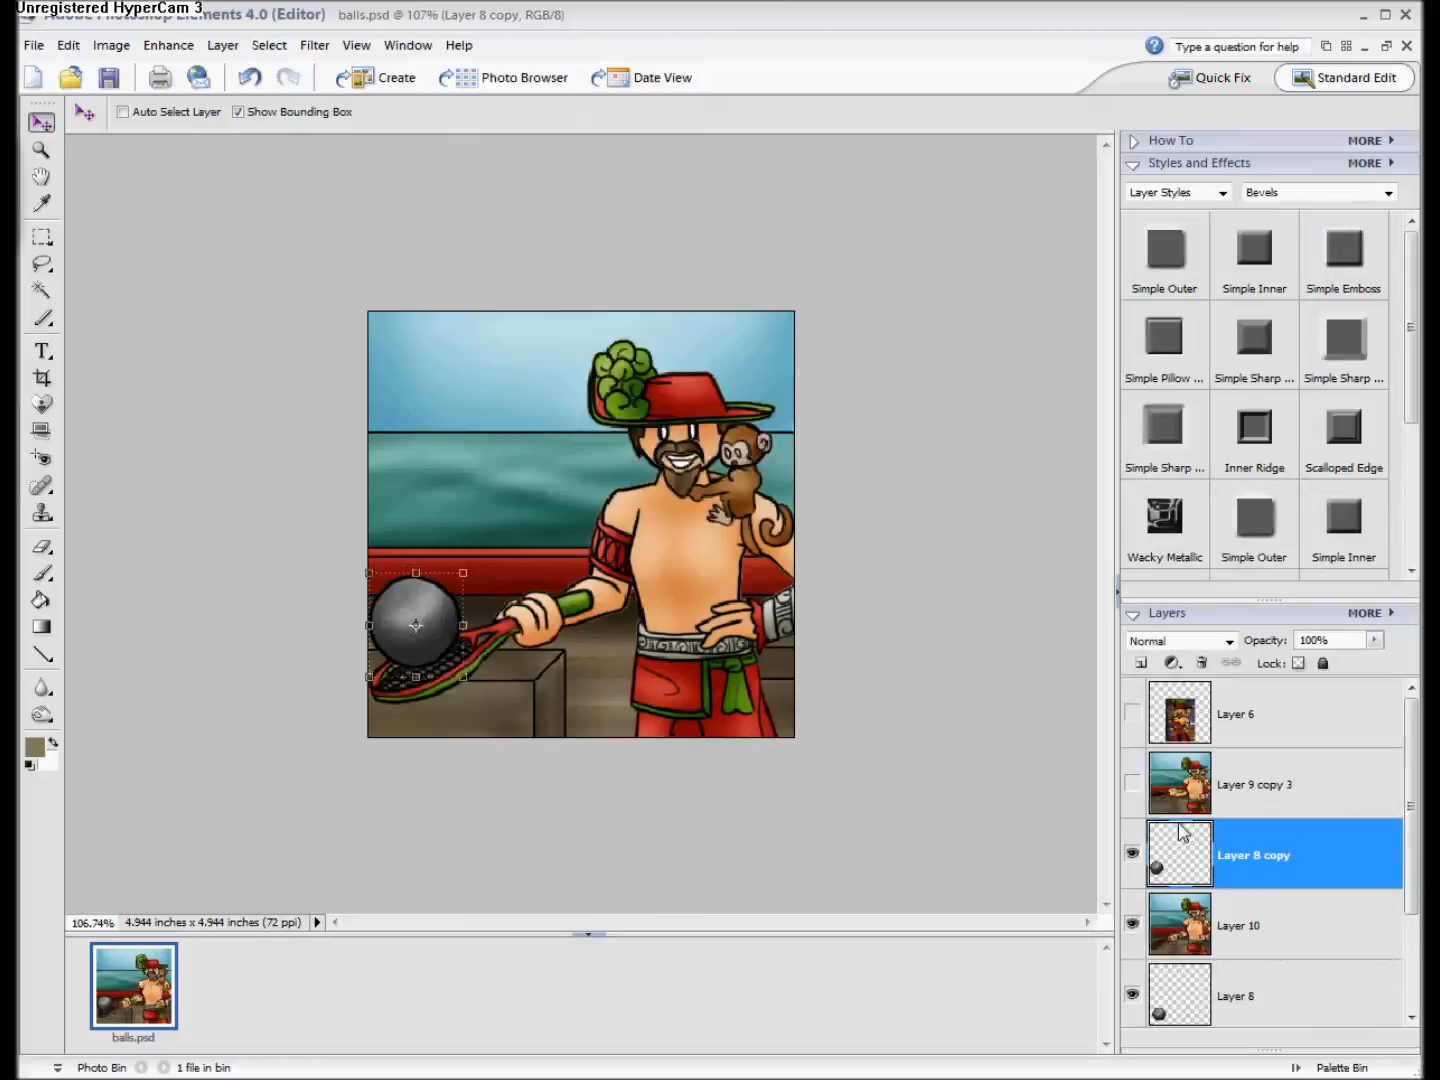 Unregistered HyperCam 3
Adobe Photoshop Elements 4.0 (Editor) balls.psd @ 107% (Layer 8 copy, RGB/8)
File Edit Image Enhance Layer Select Filter View Window Help
Type a question for help
Create Photo Browser Date View
Quick Fix Standard Edit
Auto Select Layer Show Bounding Box
How To MORE
Styles and Effects MORE
Layer Styles Bevels
Simple Outer Simple Inner Simple Emboss
Simple Pillow ... Simple Sharp ... Simple Sharp ...
Simple Sharp ... Inner Ridge Scalloped Edge
Wacky Metallic Simple Outer Simple Inner
Layers MORE
Normal Opacity: 100%
Lock:
Layer 6
Layer 9 copy 3
Layer 8 copy
Layer 10
Layer 8
106.74% 4.944 inches x 4.944 inches (72 ppi)
balls.psd
Photo Bin 1 file in bin
Palette Bin